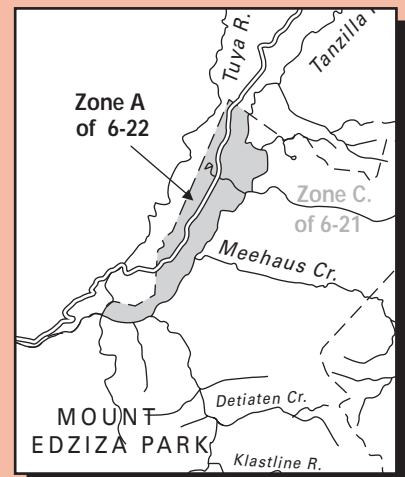 Tuya R.
Tanzilla
Zone A
of 6-22
Zone C.
of 6-21
Meehaus Cr.
Detiaten Cr.
MOUNT
EDZIZA PARK
Klastline R.